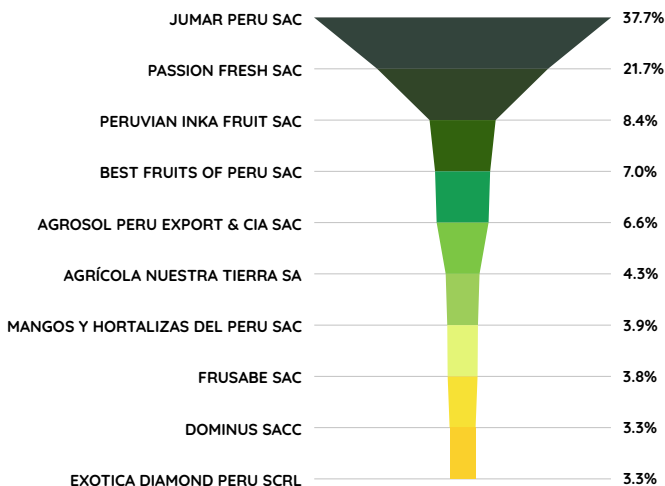 JUMAR PERU SAC 37.7%
PASSION FRESH SAC 21.7%
PERUVIAN INKA FRUIT SAC 8.4%
BEST FRUITS OF PERU SAC 7.0%
AGROSOL PERU EXPORT & CIA SAC 6.6%
AGRÍCOLA NUESTRA TIERRA SA 4.3%
MANGOS Y HORTALIZAS DEL PERU SAC 3.9%
FRUSABE SAC 3.8%
DOMINUS SACC 3.3%
EXOTICA DIAMOND PERU SCRL 3.3%